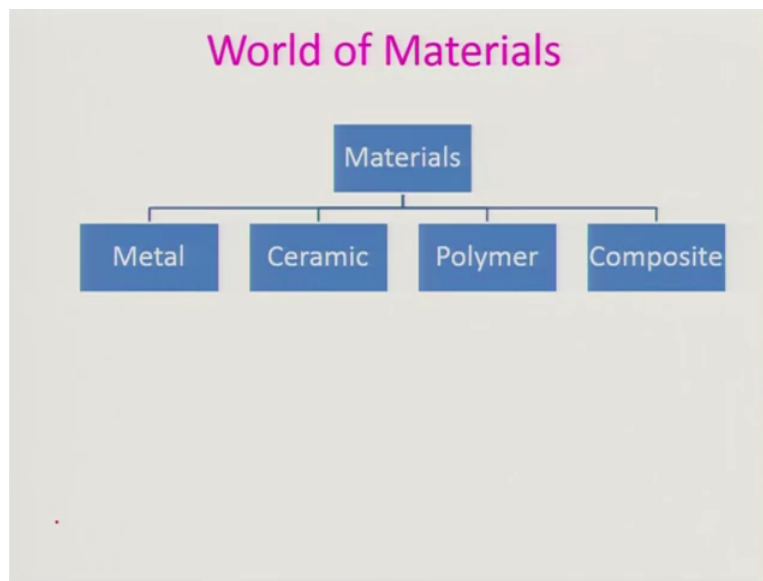 World of Materials
Materials
Metal
Ceramic
Polymer
Composite